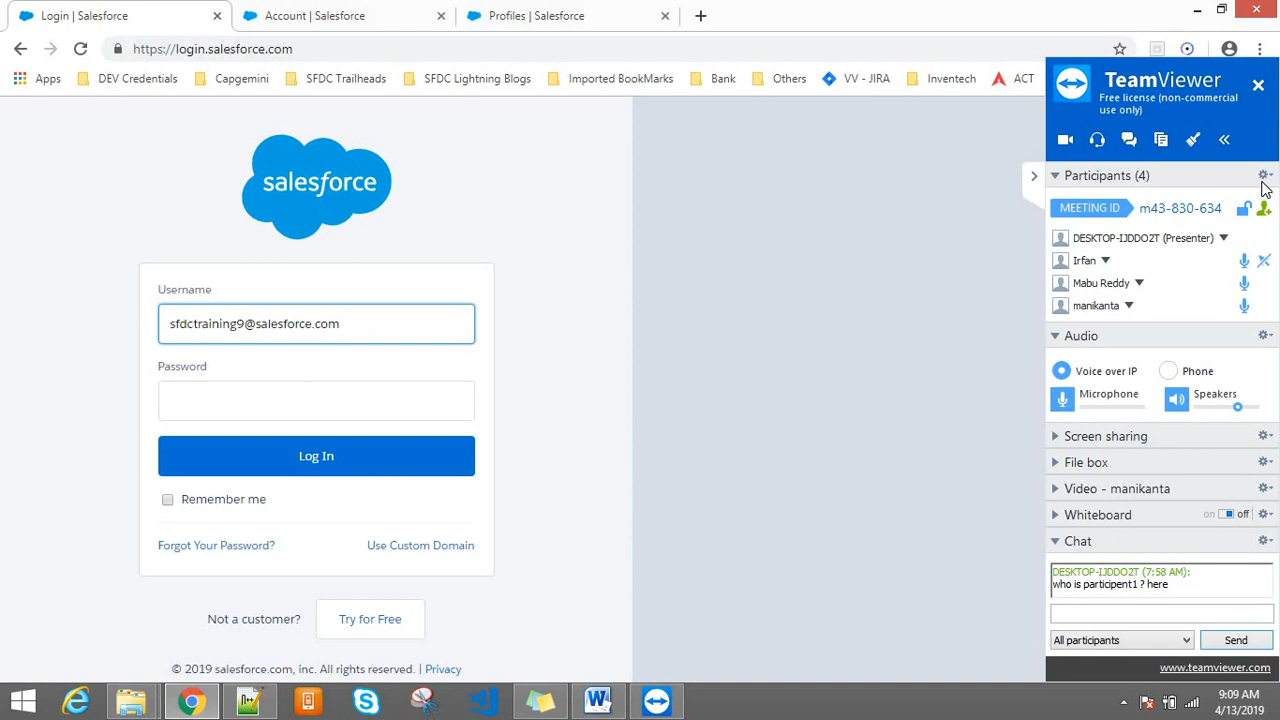 Login | Salesforce
Account | Salesforce
Profiles | Salesforce
https://login.salesforce.com
Apps
DEV Credentials
Capgemini
SFDC Trailheads
SFDC Lightning Blogs
Imported BookMarks
Bank
Others
VV - JIRA
Inventech
ACT
salesforce
Username
sfdctraining9@salesforce.com
Password
Log In
Remember me
Forgot Your Password?
Use Custom Domain
Not a customer?
Try for Free
© 2019 salesforce.com, inc. All rights reserved. | Privacy
TeamViewer
Free license (non-commercial
use only)
Participants (4)
MEETING ID
m43-830-634
DESKTOP-IJDDO2T (Presenter)
Irfan
Mabu Reddy
manikanta
Audio
Voice over IP
Phone
Microphone
Speakers
Screen sharing
File box
Video - manikanta
Whiteboard
on
off
Chat
DESKTOP-IJDDO2T (7:58 AM):
who is participent1 ? here
All participants
Send
www.teamviewer.com
9:09 AM
4/13/2019